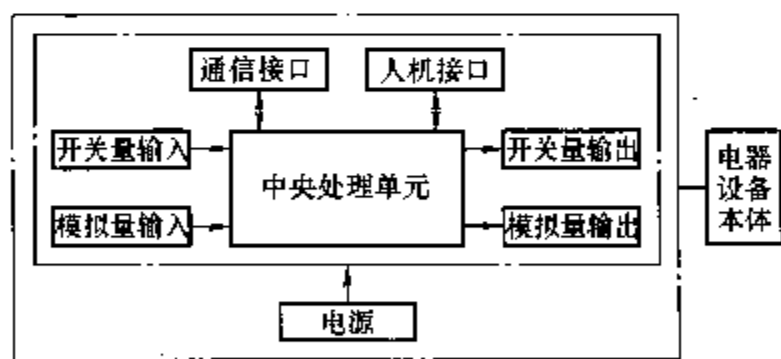 通信接口
人机接口
开关量输入
中央处理单元
开关量输出
模拟量输入
模拟量输出
电源
电器
设备
本体